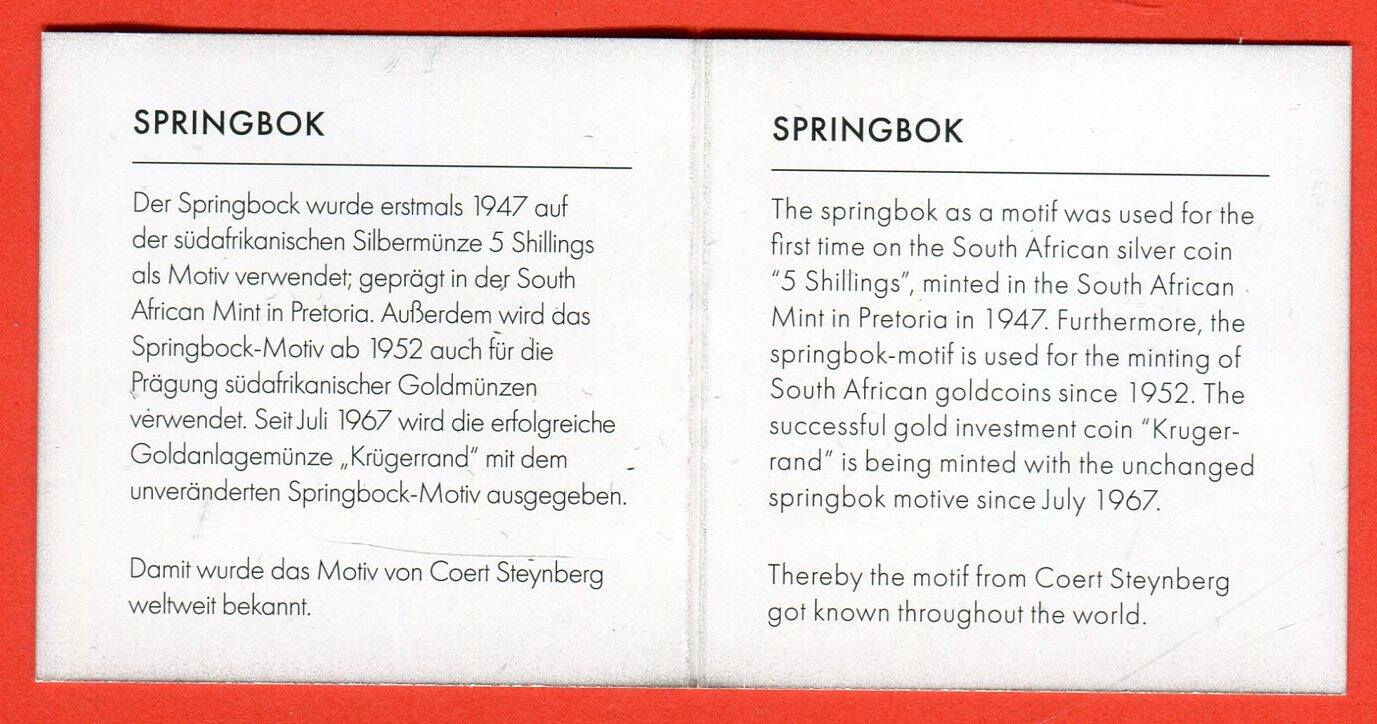 SPRINGBOK
Der Springbock wurde erstmals 1947 auf
der südafrikanischen Silbermünze 5 Shillings
als Motiv verwendet; geprägt in der South
African Mint in Pretoria. Außerdem wird das
Springbock-Motiv ab 1952 auch für die
Prägung südafrikanischer Goldmünzen
verwendet. Seit Juli 1967 wird die erfolgreiche
Goldanlagemünze „Krügerrand“ mit dem
unveränderten Springbock-Motiv ausgegeben.
Damit wurde das Motiv von Coert Steynberg
weltweit bekannt.
SPRINGBOK
The springbok as a motif was used for the
first time on the South African silver coin
“5 Shillings”, minted in the South African
Mint in Pretoria in 1947. Furthermore, the
springbok-motif is used for the minting of
South African goldcoins since 1952. The
successful gold investment coin “Kruger-
rand” is being minted with the unchanged
springbok motive since July 1967.
Thereby the motif from Coert Steynberg
got known throughout the world.